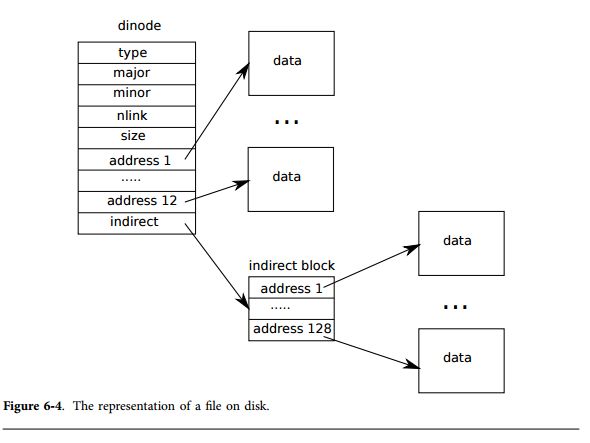 dinode
type
major
minor
nlink
size
address 1
.....
address 12
indirect
data
...
data
indirect block
address 1
.....
address 128
data
...
data
Figure 6-4. The representation of a file on disk.